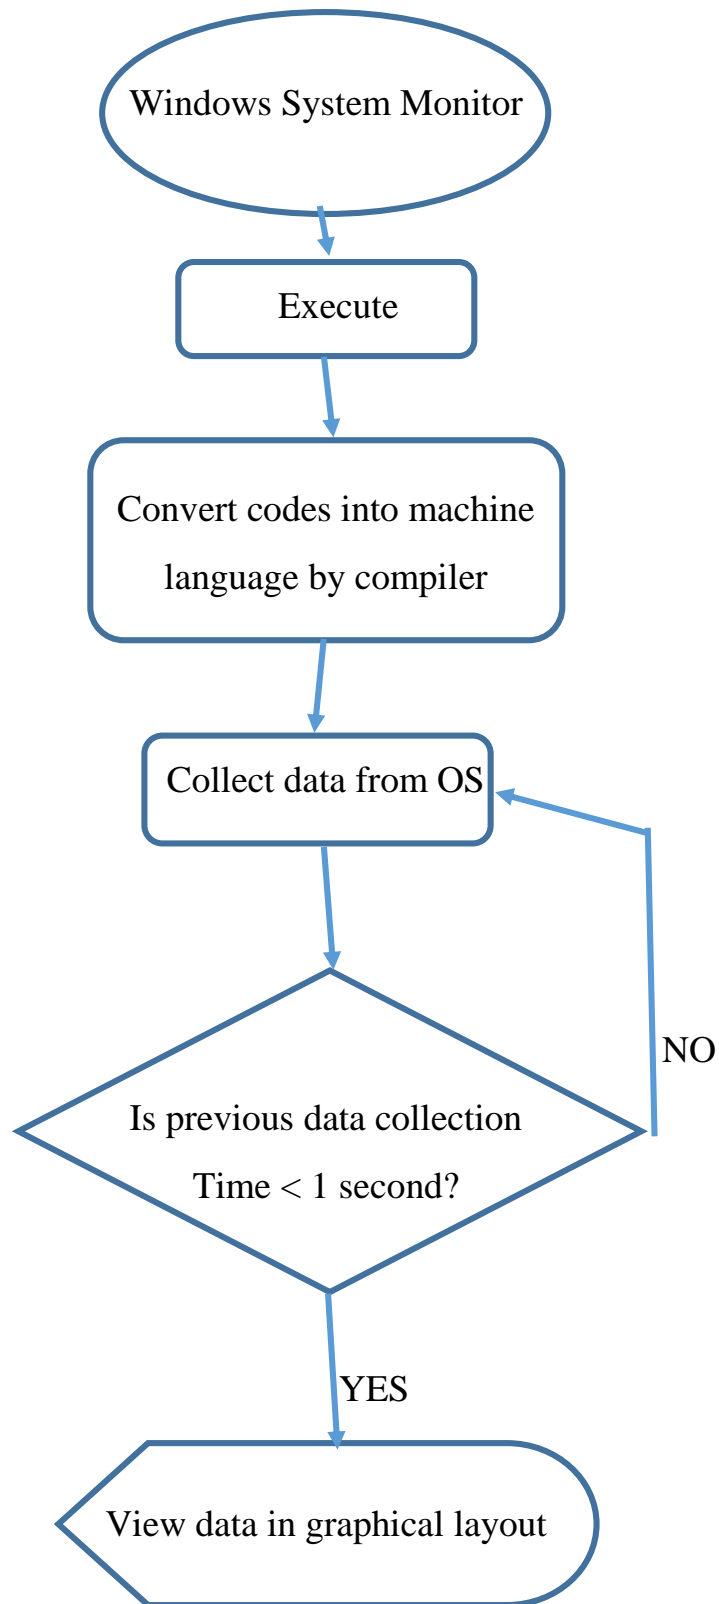 Windows System Monitor
Execute
Convert codes into machine
language by compiler
Collect data from OS
NO
Is previous data collection
Time < 1 second?
YES
View data in graphical layout